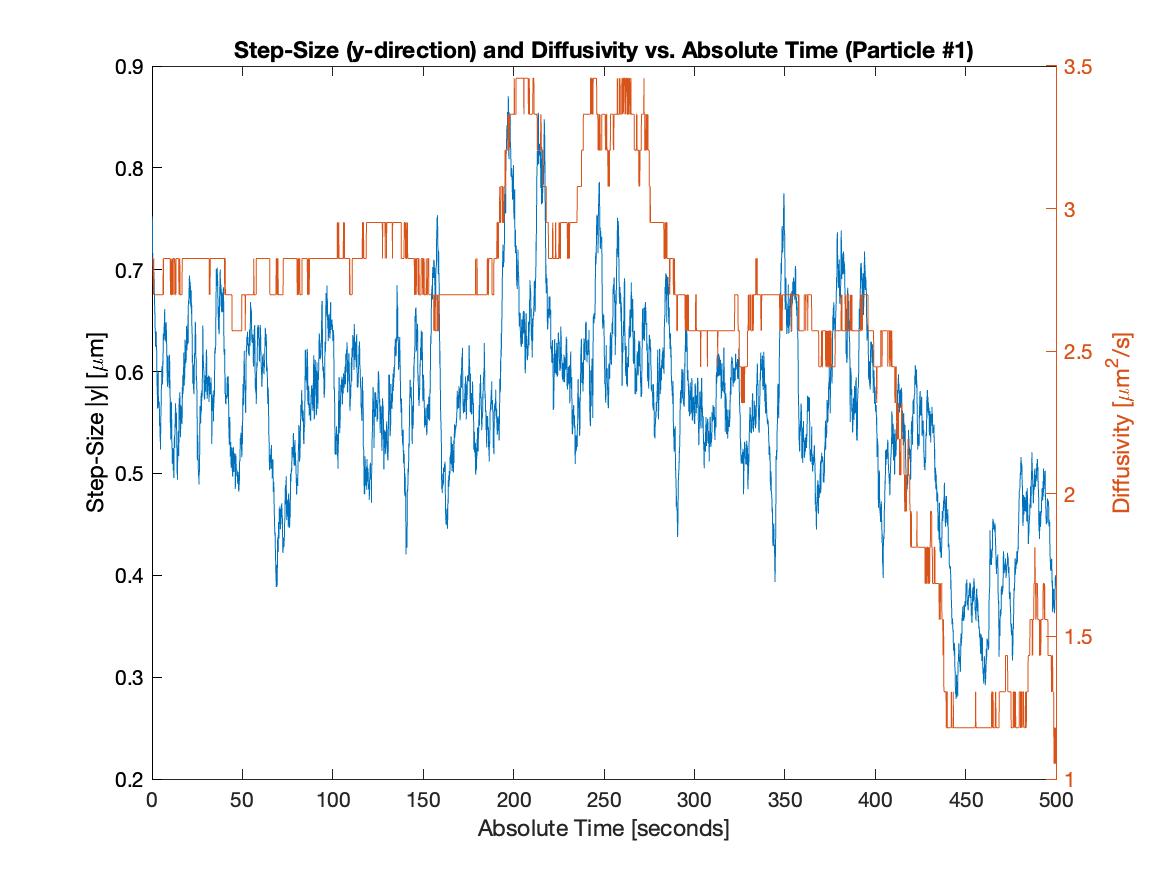 Step-Size (y-direction) and Diffusivity vs. Absolute Time (Particle #1)
0.9
0.8
0.7
0.6
0.5
0.4
0.3
0.2
Step-Size |y| [μm]
3.5
3
2.5
2
1.5
1
Diffusivity [μm²/s]
0 50 100 150 200 250 300 350 400 450 500
Absolute Time [seconds]